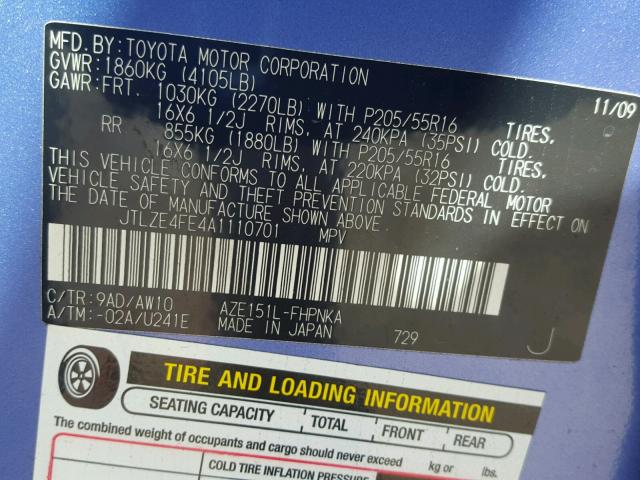 MFD.BY:TOYOTA MOTOR CORPORATION 11/09
GVWR:1860KG (4105LB)
GAWR:FRT. 1030KG (2270LB) WITH P205/55R16 TIRES,
16X6 1/2J RIMS, AT 240KPA (35PSI) COLD.
RR 855KG (1880LB) WITH P205/55R16 TIRES,
16X6 1/2J RIMS, AT 220KPA (32PSI) COLD.
THIS VEHICLE CONFORMS TO ALL APPLICABLE FEDERAL MOTOR
VEHICLE SAFETY AND THEFT PREVENTION STANDARDS IN EFFECT ON
THE DATE OF MANUFACTURE SHOWN ABOVE.
JTLZE4FE4A1110701 MPV
C/TR:9AD/AW10 AZE151L-FHPNKA
A/TM:-02A/U241E MADE IN JAPAN 729 J
TIRE AND LOADING INFORMATION
SEATING CAPACITY TOTAL FRONT REAR
The combined weight of occupants and cargo should never exceed kg or lbs.
COLD TIRE INFLATION PRESSURE